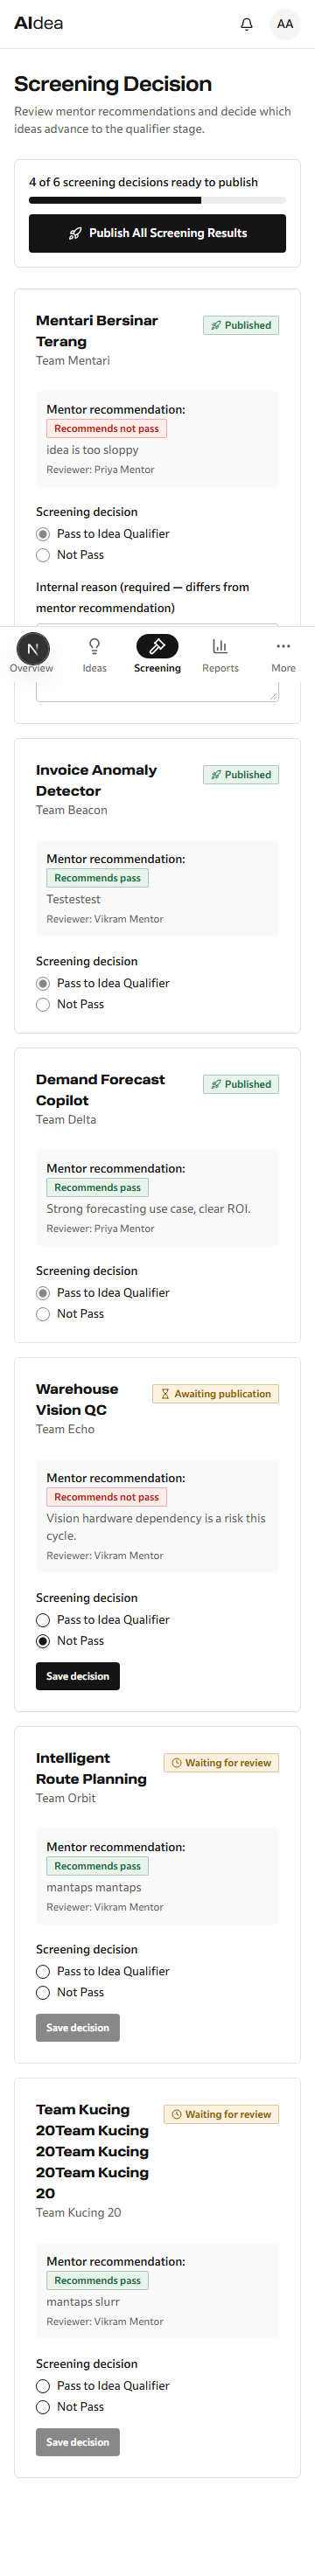 AIdea
AA
Screening Decision
Review mentor recommendations and decide which
ideas advance to the qualifier stage.
4 of 6 screening decisions ready to publish
Publish All Screening Results
Mentari Bersinar
Terang
Published
Team Mentari
Mentor recommendation:
Recommends not pass
idea is too sloppy
Reviewer: Priya Mentor
Screening decision
Pass to Idea Qualifier
Not Pass
Internal reason (required — differs from
mentor recommendation)
N
Overview
Ideas
Screening
Reports
More
Invoice Anomaly
Detector
Published
Team Beacon
Mentor recommendation:
Recommends pass
Testestest
Reviewer: Vikram Mentor
Screening decision
Pass to Idea Qualifier
Not Pass
Demand Forecast
Copilot
Published
Team Delta
Mentor recommendation:
Recommends pass
Strong forecasting use case, clear ROI.
Reviewer: Priya Mentor
Screening decision
Pass to Idea Qualifier
Not Pass
Warehouse
Vision QC
Awaiting publication
Team Echo
Mentor recommendation:
Recommends not pass
Vision hardware dependency is a risk this
cycle.
Reviewer: Vikram Mentor
Screening decision
Pass to Idea Qualifier
Not Pass
Save decision
Intelligent
Route Planning
Waiting for review
Team Orbit
Mentor recommendation:
Recommends pass
mantaps mantaps
Reviewer: Vikram Mentor
Screening decision
Pass to Idea Qualifier
Not Pass
Save decision
Team Kucing
20Team Kucing
20Team Kucing
20Team Kucing
20
Waiting for review
Team Kucing 20
Mentor recommendation:
Recommends pass
mantaps slurr
Reviewer: Vikram Mentor
Screening decision
Pass to Idea Qualifier
Not Pass
Save decision